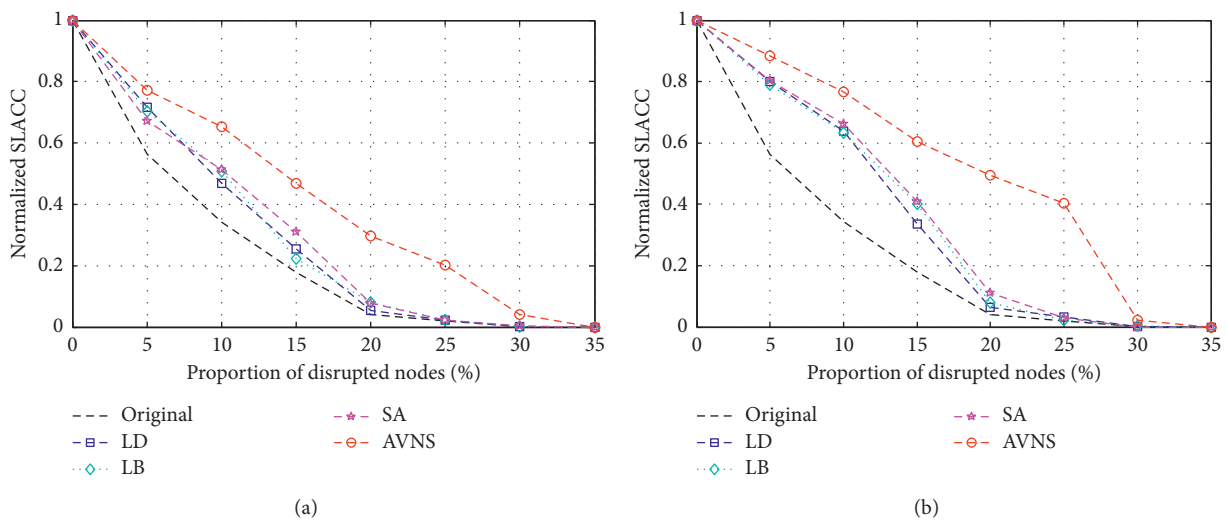 1
0.8
0.6
0.4
0.2
0
Normalized SLACC
0 5 10 15 20 25 30 35
Proportion of disrupted nodes (%)
Original
LD
LB
SA
AVNS
(a)
1
0.8
0.6
0.4
0.2
0
Normalized SLACC
0 5 10 15 20 25 30 35
Proportion of disrupted nodes (%)
Original
LD
LB
SA
AVNS
(b)